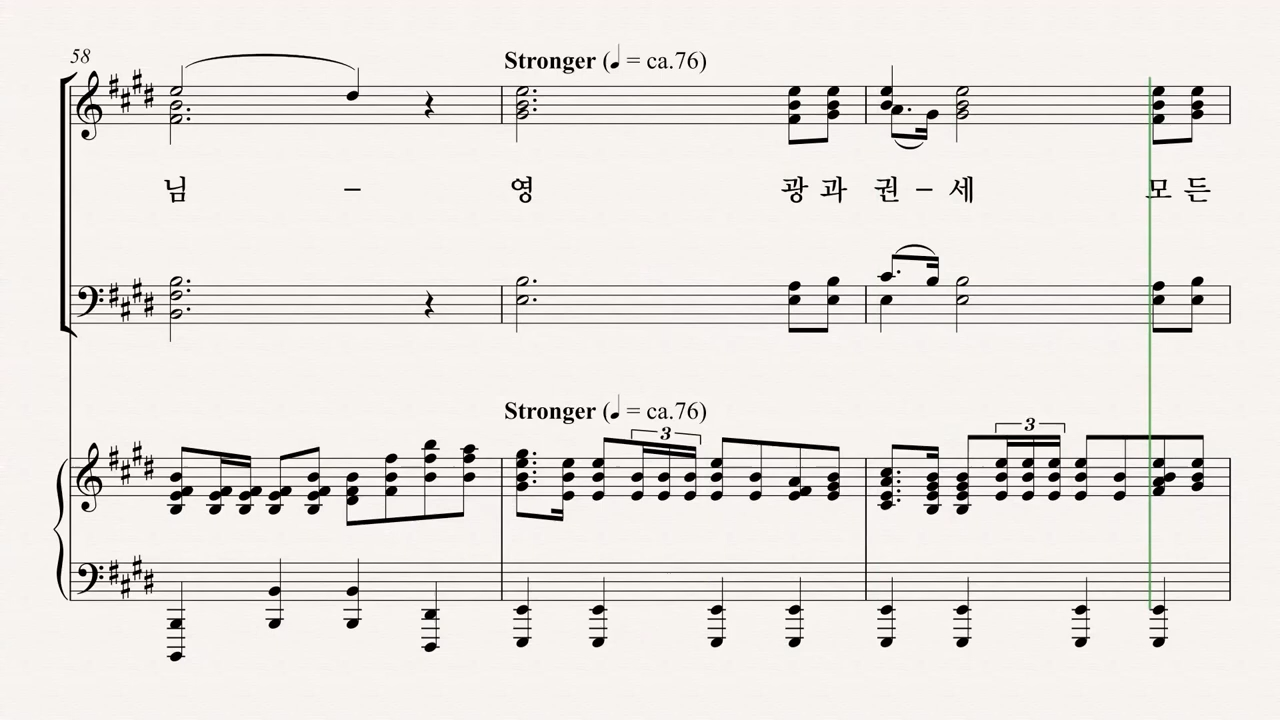 58
Stronger (♩ = ca.76)
님 – 영 광 과 권 – 세 모 든
Stronger (♩ = ca.76)
3 3